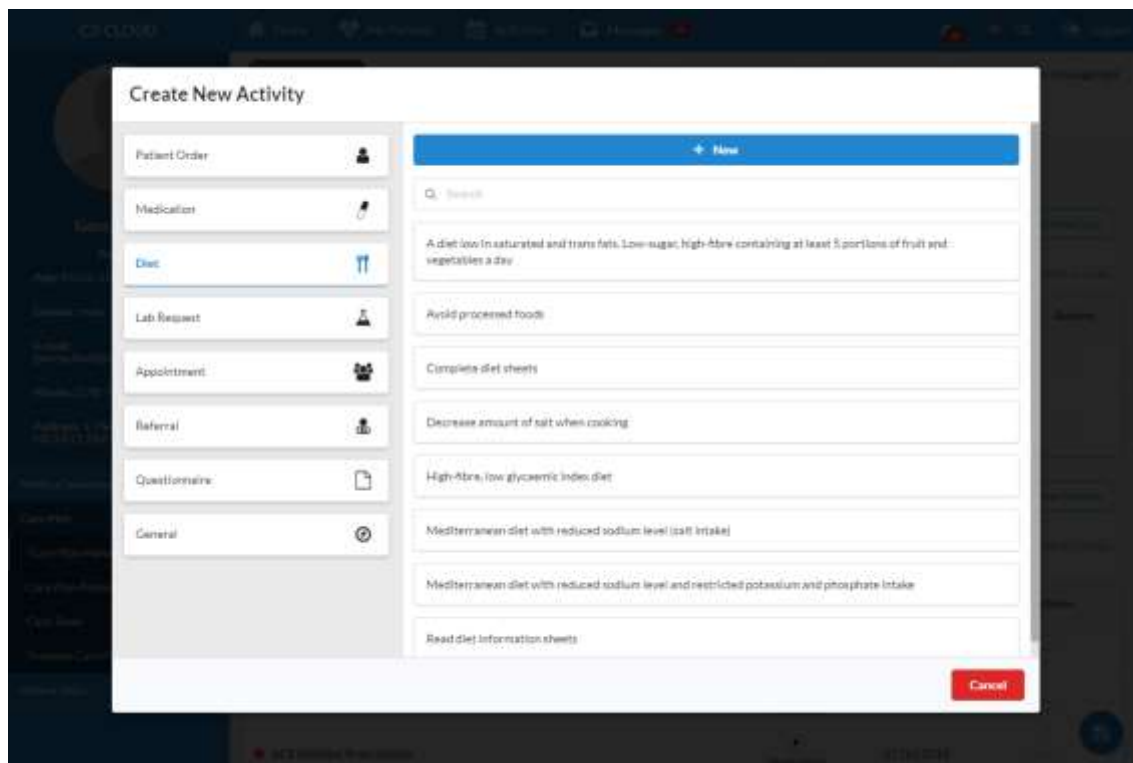 C3-CLOUD
Create New Activity
Patient Order
Medication
Diet
Lab Request
Appointment
Referral
Questionnaire
General
+ New
Search
A diet low in saturated and trans fats. Low-sugar, high-fibre containing at least 5 portions of fruit and
vegetables a day
Avoid processed foods
Complete diet sheets
Decrease amount of salt when cooking
High-fibre, low glycaemic index diet
Mediterranean diet with reduced sodium level (salt intake)
Mediterranean diet with reduced sodium level and restricted potassium and phosphate intake
Read diet information sheets
Cancel